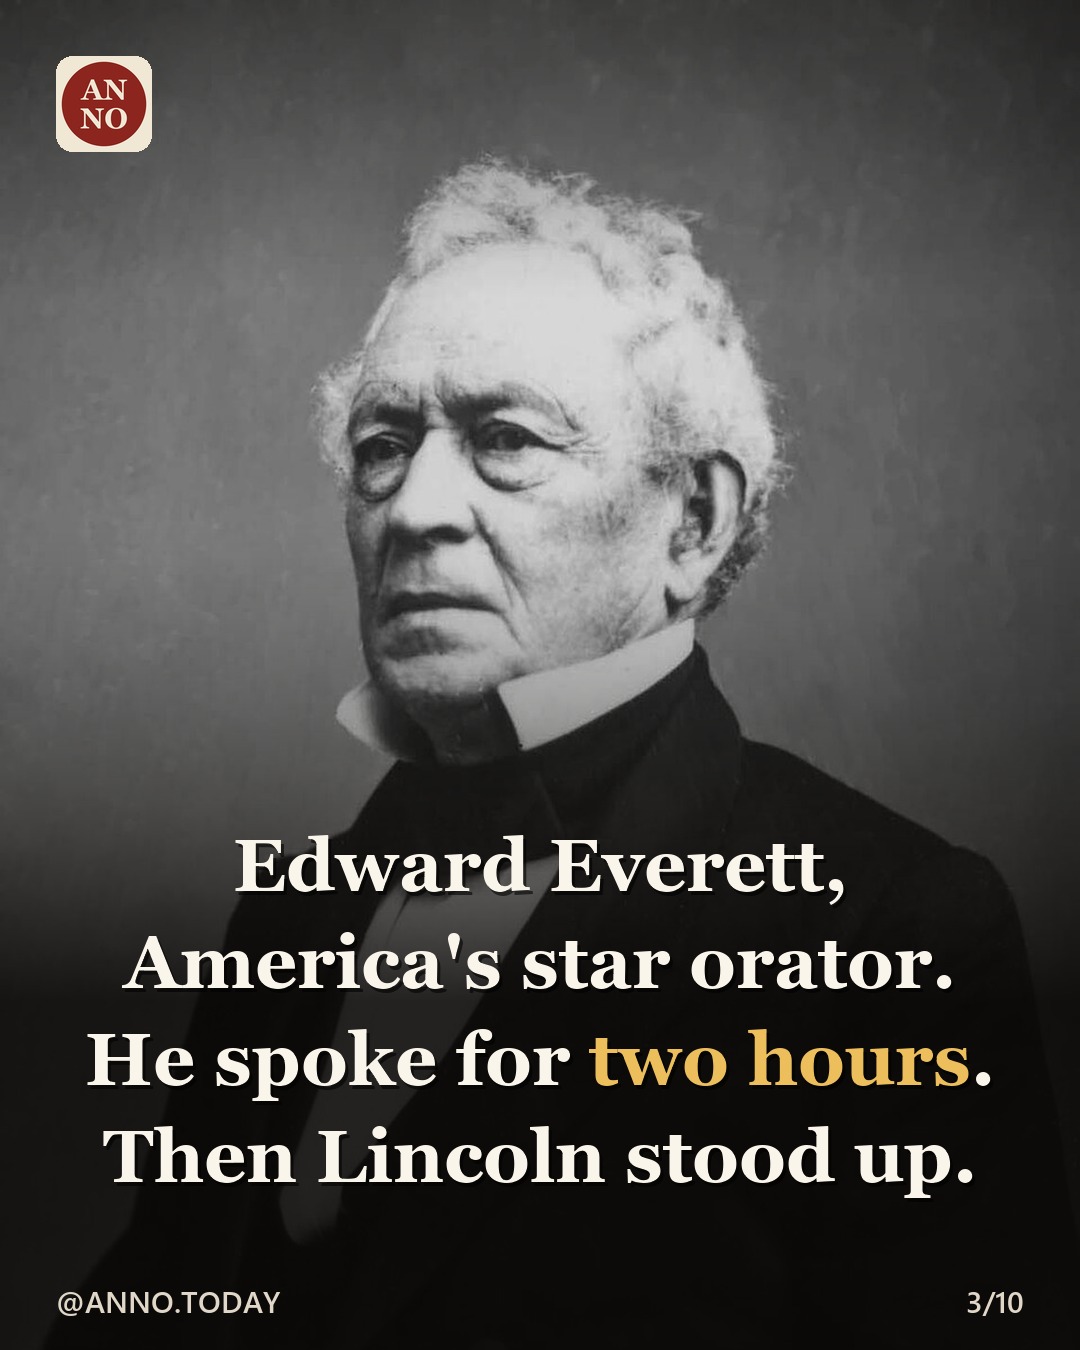 AN
NO
Edward Everett,
America's star orator.
He spoke for two hours.
Then Lincoln stood up.
@ANNO.TODAY
3/10